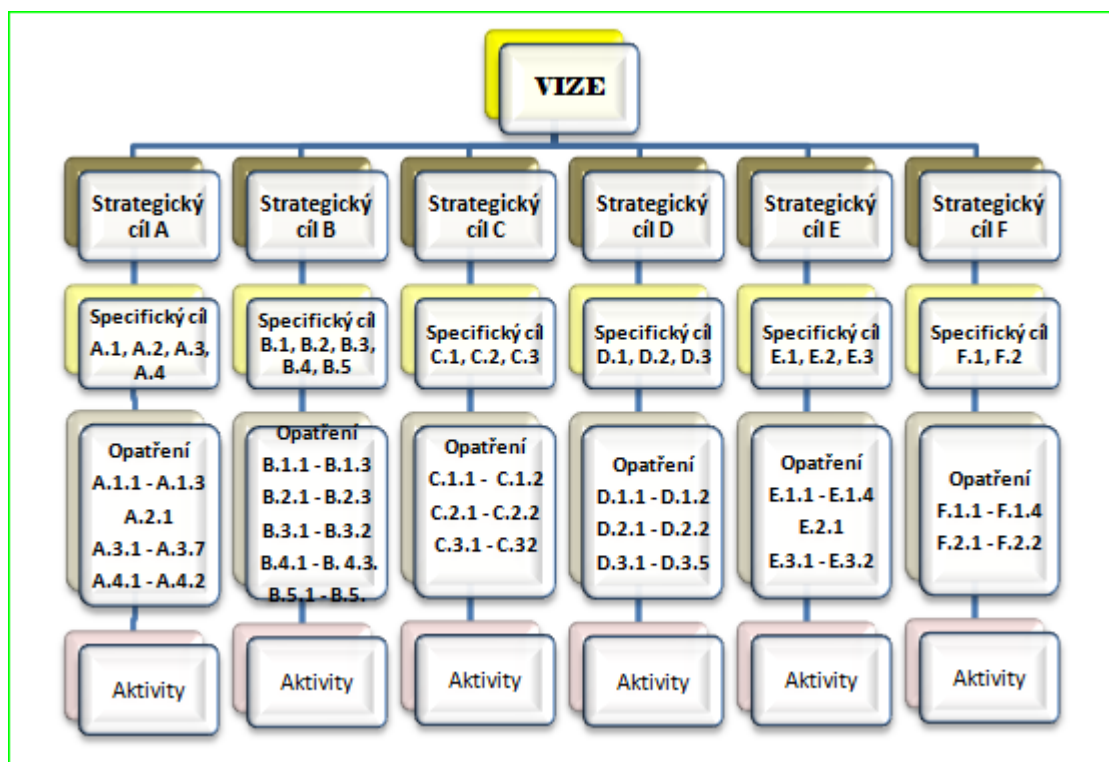 VIZE
Strategický
cíl A
Strategický
cíl B
Strategický
cíl C
Strategický
cíl D
Strategický
cíl E
Strategický
cíl F
Specifický cíl
A.1, A.2, A.3,
A.4
Specifický cíl
B.1, B.2, B.3,
B.4, B.5
Specifický cíl
C.1, C.2, C.3
Specifický cíl
D.1, D.2, D.3
Specifický cíl
E.1, E.2, E.3
Specifický cíl
F.1, F.2
Opatření
A.1.1 - A.1.3
A.2.1
A.3.1 - A.3.7
A.4.1 - A.4.2
Opatření
B.1.1 - B.1.3
B.2.1 - B.2.3
B.3.1 - B.3.2
B.4.1 - B. 4.3.
B.5.1 - B.5.
Opatření
C.1.1 - C.1.2
C.2.1 - C.2.2
C.3.1 - C.32
Opatření
D.1.1 - D.1.2
D.2.1 - D.2.2
D.3.1 - D.3.5
Opatření
E.1.1 - E.1.4
E.2.1
E.3.1 - E.3.2
Opatření
F.1.1 - F.1.4
F.2.1 - F.2.2
Aktivity
Aktivity
Aktivity
Aktivity
Aktivity
Aktivity